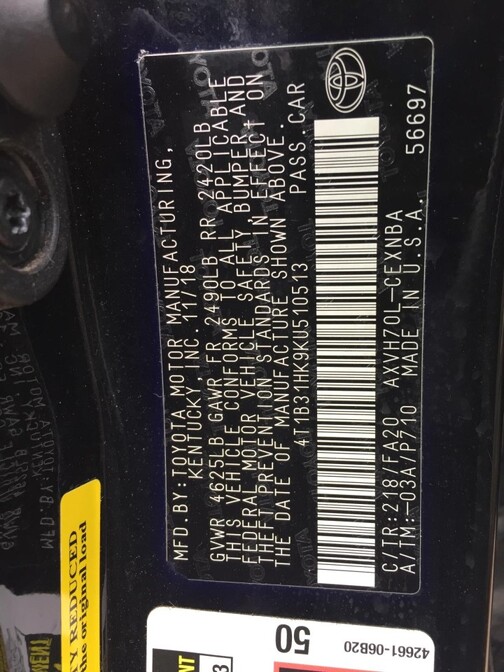 MFD.BY:TOYOTA MOTOR MANUFACTURING,
KENTUCKY, INC. 11/18
GVWR 4625LB GAWR FR 2490LB RR 2420LB
THIS VEHICLE CONFORMS TO ALL APPLICABLE
FEDERAL MOTOR VEHICLE SAFETY, BUMPER, AND
THEFT PREVENTION STANDARDS IN EFFECT ON
THE DATE OF MANUFACTURE SHOWN ABOVE.
4T1B31HK9KU510513 PASS.CAR
C/TR:218/FA20 AXVH70L-CEXNBA
A/TM:-03A/P710 MADE IN U.S.A.
56697
Y REDUCED
the original load
50
42661-06B20